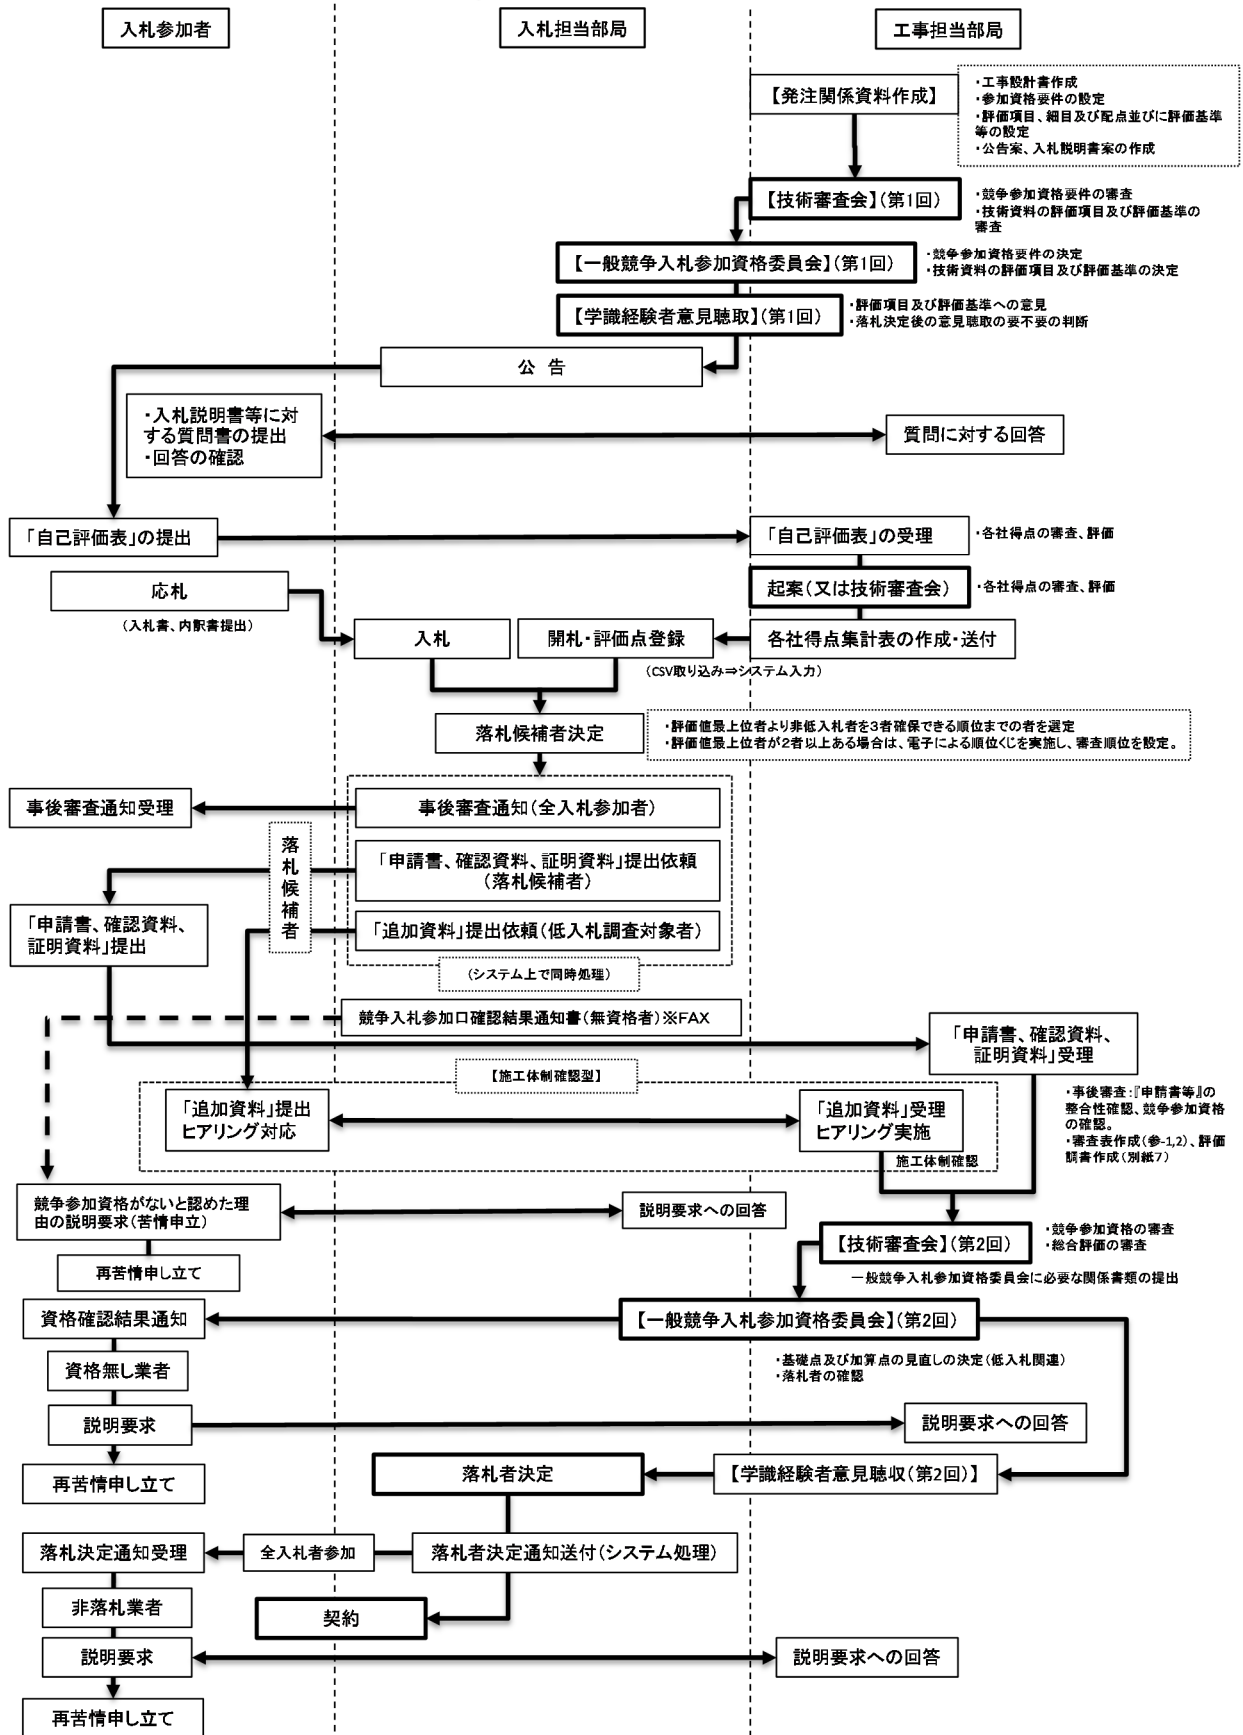 入札参加者
入札担当部局
工事担当部局
【発注関係資料作成】
・工事設計書作成
・参加資格要件の設定
・評価項目、細目及び配点並びに評価基準
等の設定
・公告案、入札説明書案の作成
【技術審査会】(第1回)
・競争参加資格要件の審査
・技術資料の評価項目及び評価基準の
審査
【一般競争入札参加資格委員会】(第1回)
・競争参加資格要件の決定
・技術資料の評価項目及び評価基準の決定
【学識経験者意見聴取】(第1回)
・評価項目及び評価基準への意見
・落札決定後の意見聴取の要不要の判断
公 告
・入札説明書等に対
する質問書の提出
・回答の確認
質問に対する回答
「自己評価表」の提出
「自己評価表」の受理
・各社得点の審査、評価
応札
(入札書、内訳書提出)
起案(又は技術審査会)
・各社得点の審査、評価
入札
開札・評価点登録
各社得点集計表の作成・送付
(CSV取り込み⇒システム入力)
落札候補者決定
・評価値最上位者より非低入札者を3者確保できる順位までの者を選定
・評価値最上位者が2者以上ある場合は、電子による順位くじを実施し、審査順位を設定。
事後審査通知受理
事後審査通知(全入札参加者)
落札候補者
「申請書、確認資料、証明資料」提出依頼
(落札候補者)
「申請書、確認資料、
証明資料」提出
「追加資料」提出依頼(低入札調査対象者)
(システム上で同時処理)
競争入札参加口確認結果通知書(無資格者)※FAX
「申請書、確認資料、
証明資料」受理
【施工体制確認型】
「追加資料」提出
ヒアリング対応
「追加資料」受理
ヒアリング実施
施工体制確認
・事後審査:『申請書等』の
整合性確認、競争参加資格
の確認。
・審査表作成(参-1,2)、評価
調書作成(別紙7)
競争参加資格がないと認めた理
由の説明要求(苦情申立)
説明要求への回答
再苦情申し立て
【技術審査会】(第2回)
・競争参加資格の審査
・総合評価の審査
一般競争入札参加資格委員会に必要な関係書類の提出
資格確認結果通知
【一般競争入札参加資格委員会】(第2回)
・基礎点及び加算点の見直しの決定(低入札関連)
・落札者の確認
資格無し業者
説明要求
説明要求への回答
再苦情申し立て
落札者決定
【学識経験者意見聴収(第2回)】
落札決定通知受理
全入札者参加
落札者決定通知送付(システム処理)
非落札業者
契約
説明要求
説明要求への回答
再苦情申し立て